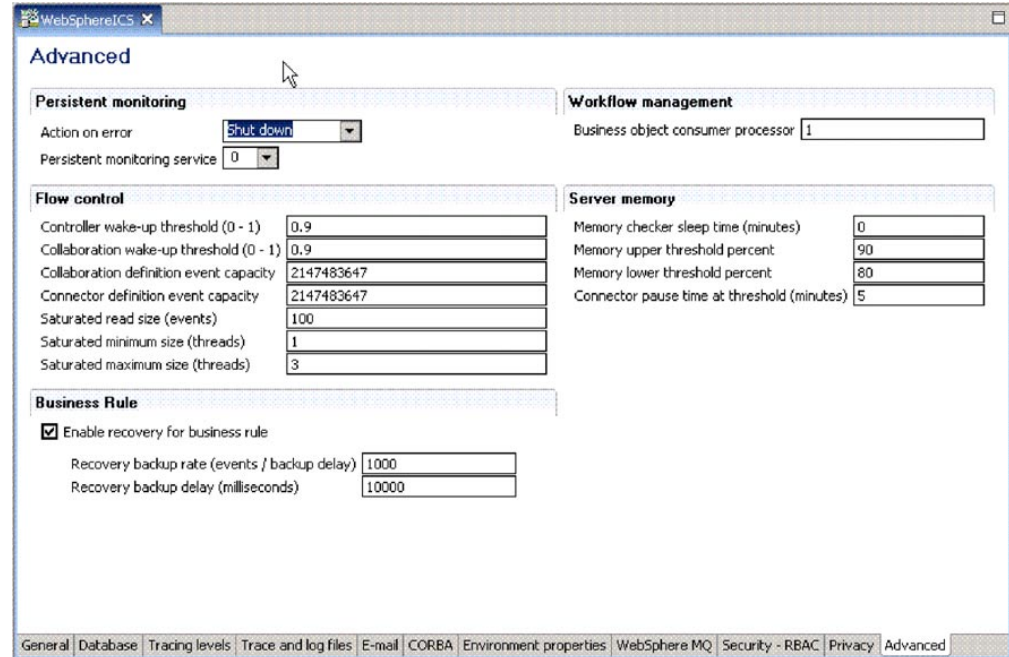 WebSphereICS
Advanced
Persistent monitoring
Action on error Shut down
Persistent monitoring service 0
Workflow management
Business object consumer processor 1
Flow control
Controller wake-up threshold (0 - 1) 0.9
Collaboration wake-up threshold (0 - 1) 0.9
Collaboration definition event capacity 2147483647
Connector definition event capacity 2147483647
Saturated read size (events) 100
Saturated minimum size (threads) 1
Saturated maximum size (threads) 3
Server memory
Memory checker sleep time (minutes) 0
Memory upper threshold percent 90
Memory lower threshold percent 80
Connector pause time at threshold (minutes) 5
Business Rule
Enable recovery for business rule
Recovery backup rate (events / backup delay) 1000
Recovery backup delay (milliseconds) 10000
General Database Tracing levels Trace and log files E-mail CORBA Environment properties WebSphere MQ Security - RBAC Privacy Advanced